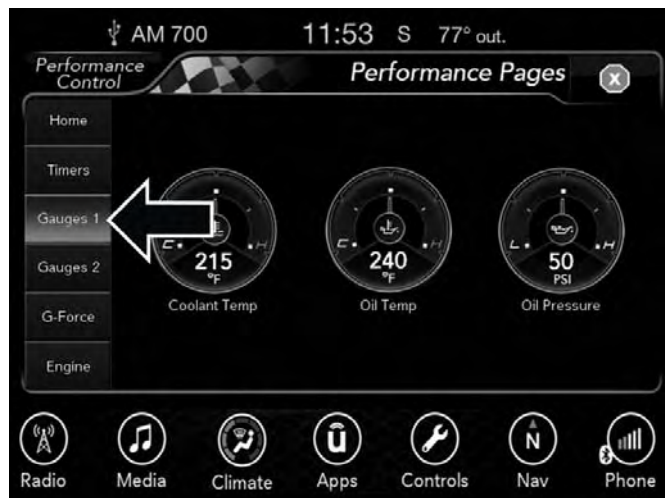 AM 700 11:53 S 77° out.
Performance
Control
Performance Pages
X
Home
Timers
Gauges 1
Gauges 2
G-Force
Engine
C H
215
°F
Coolant Temp
C H
240
°F
Oil Temp
L H
50
PSI
Oil Pressure
û
N
Radio Media Climate Apps Controls Nav Phone